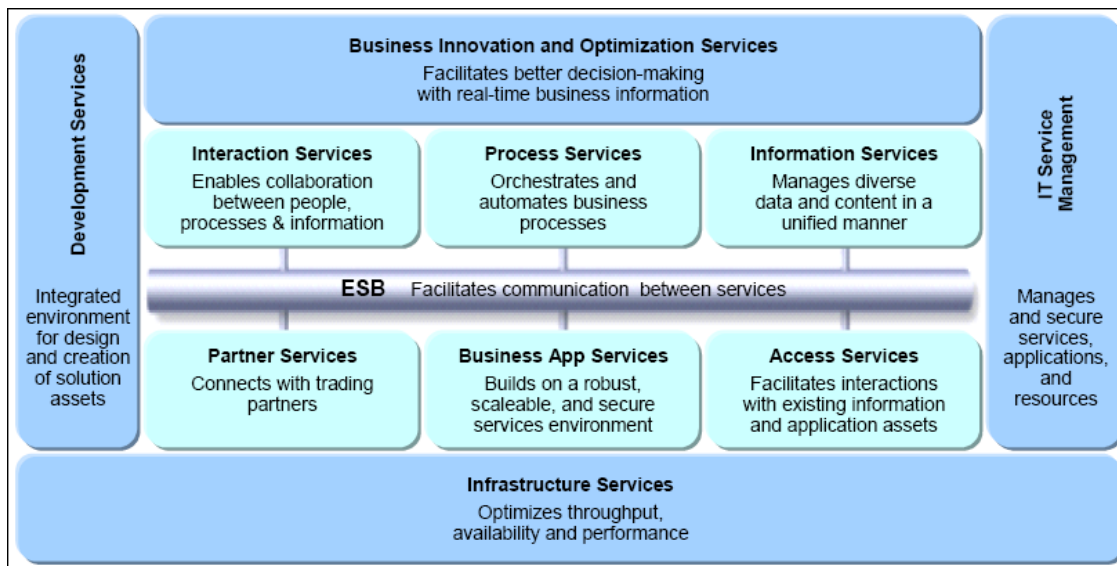 Development Services
Integrated
environment
for design
and creation
of solution
assets
Business Innovation and Optimization Services
Facilitates better decision-making
with real-time business information
Interaction Services
Enables collaboration
between people,
processes & information
Process Services
Orchestrates and
automates business
processes
Information Services
Manages diverse
data and content in a
unified manner
ESB Facilitates communication between services
Partner Services
Connects with trading
partners
Business App Services
Builds on a robust,
scaleable, and secure
services environment
Access Services
Facilitates interactions
with existing information
and application assets
IT Service
Management
Manages
and secure
services,
applications,
and
resources
Infrastructure Services
Optimizes throughput,
availability and performance